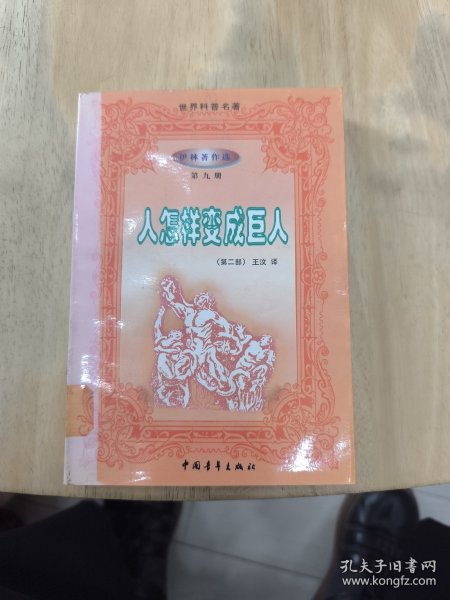 世界科普名著
伊林著作选
第九册
人怎样变成巨人
（第二部） 王汶 译
中国青年出版社
孔夫子旧书网
www.kongfz.com